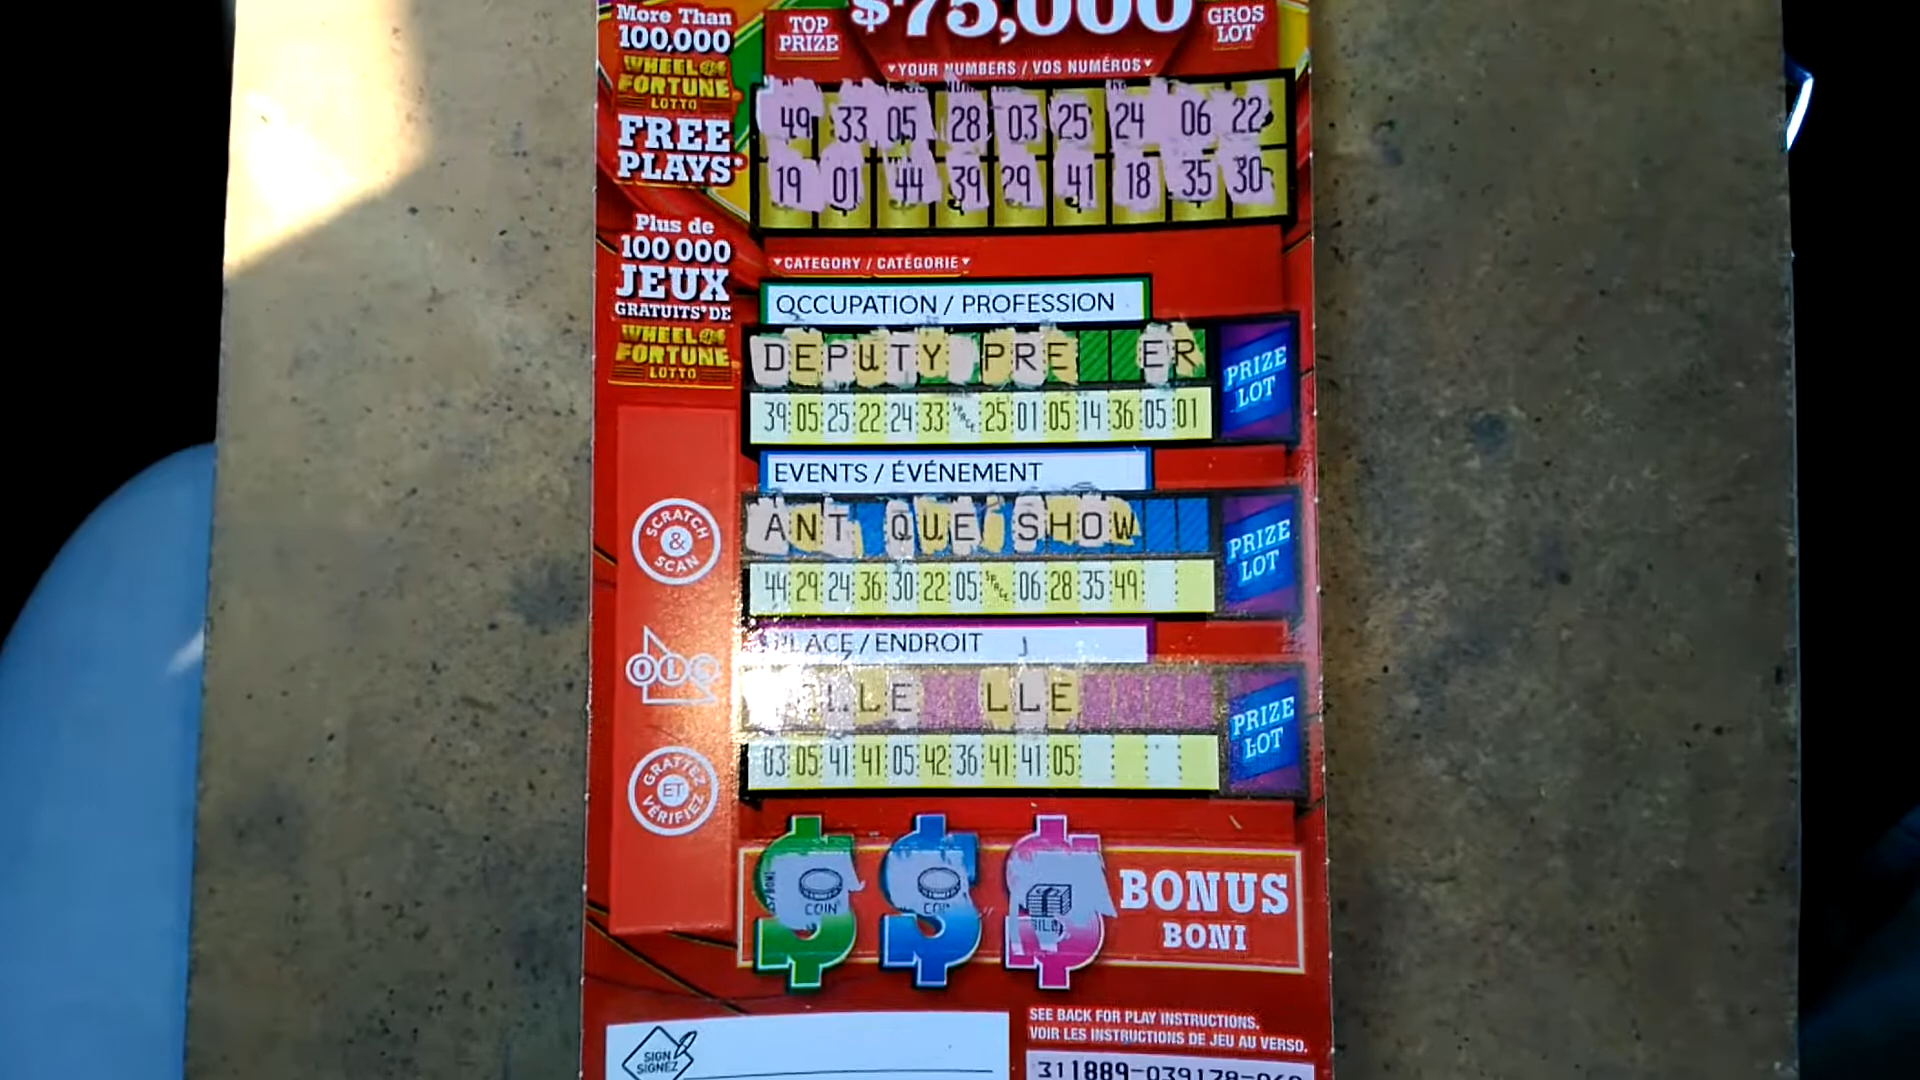 More Than
100,000
WHEEL OF
FORTUNE
LOTTO
FREE
PLAYS*
Plus de
100 000
JEUX
GRATUITS* DE
WHEEL OF
FORTUNE
LOTTO
TOP
PRIZE
$75,000
GROS
LOT
YOUR NUMBERS / VOS NUMÉROS
49 33 05 28 03 25 24 06 22
19 01 44 39 29 41 18 35 30
CATEGORY / CATÉGORIE
OCCUPATION / PROFESSION
DEPUTY PRE ER
39 05 25 22 24 33 SPACE 25 01 05 14 36 05 01
PRIZE
LOT
EVENTS / ÉVÉNEMENT
ANT QUE SHOW
44 29 24 36 30 22 05 SPACE 06 28 35 49
PRIZE
LOT
PLACE / ENDROIT
LE LLE
03 05 41 41 05 42 36 41 41 05
PRIZE
LOT
SCRATCH
&
SCAN
OLG
GRATTEZ
ET
VÉRIFIEZ
COIN
BONUS
BONI
SIGN
SIGNEZ
SEE BACK FOR PLAY INSTRUCTIONS.
VOIR LES INSTRUCTIONS DE JEU AU VERSO.